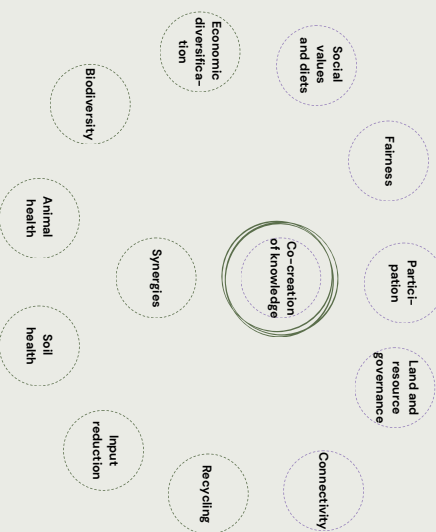 Fairness
Partici-
pation
Land and
resource
governance
Social
values
and diets
Connectivity
Co-creation
of knowledge
Economic
diversifica-
tion
Recycling
Synergies
Biodiversity
Input
reduction
Animal
health
Soil
health